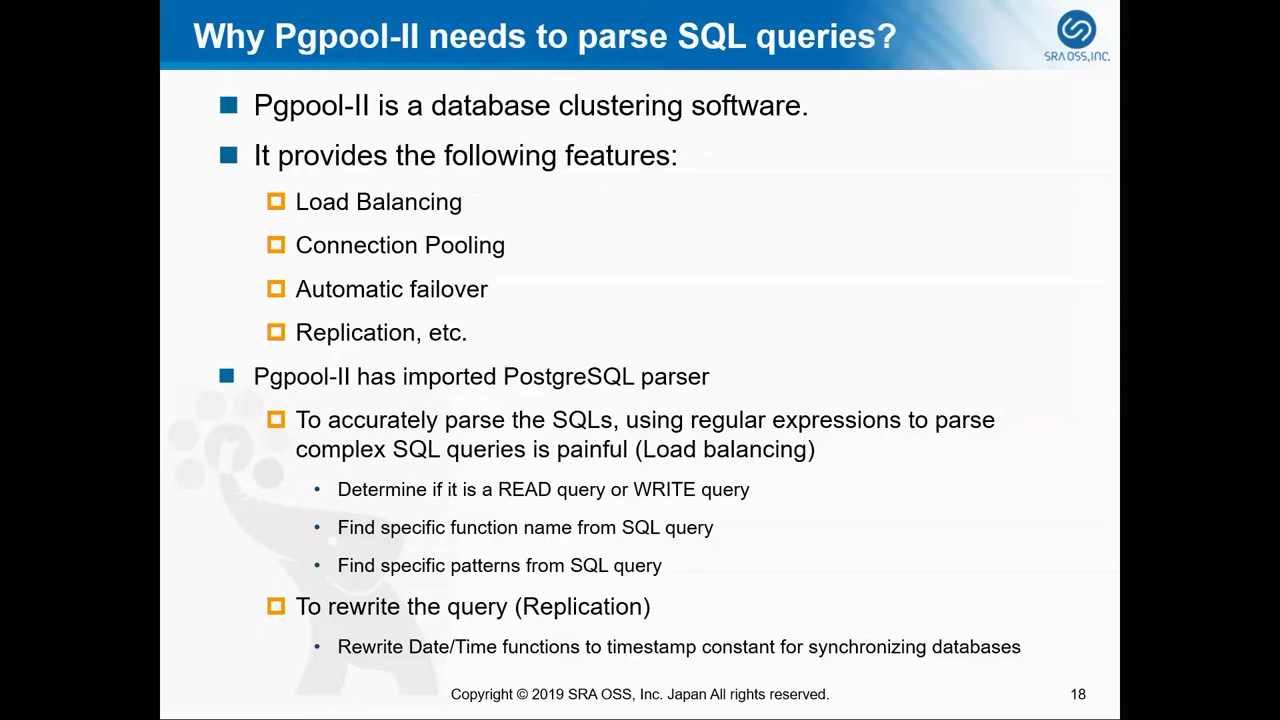 Why Pgpool-II needs to parse SQL queries?
SRA OSS, INC.
Pgpool-II is a database clustering software.
It provides the following features:
Load Balancing
Connection Pooling
Automatic failover
Replication, etc.
Pgpool-II has imported PostgreSQL parser
To accurately parse the SQLs, using regular expressions to parse
complex SQL queries is painful (Load balancing)
• Determine if it is a READ query or WRITE query
• Find specific function name from SQL query
• Find specific patterns from SQL query
To rewrite the query (Replication)
• Rewrite Date/Time functions to timestamp constant for synchronizing databases
Copyright © 2019 SRA OSS, Inc. Japan All rights reserved.
18